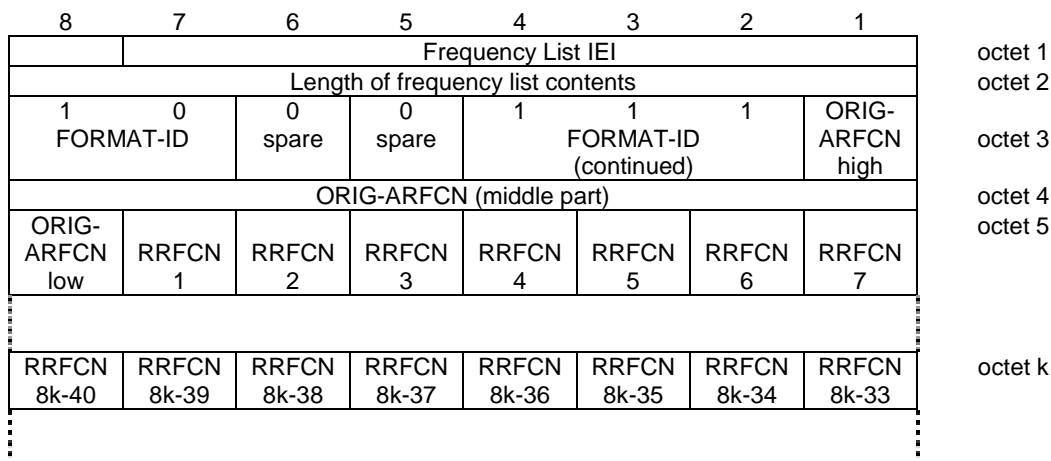 8 7 6 5 4 3 2 1
Frequency List IEI octet 1
Length of frequency list contents octet 2
1 0 0 0 1 1 1 ORIG-
FORMAT-ID spare spare FORMAT-ID ARFCN octet 3
(continued) high
ORIG-ARFCN (middle part) octet 4
ORIG- octet 5
ARFCN RRFCN RRFCN RRFCN RRFCN RRFCN RRFCN RRFCN
low 1 2 3 4 5 6 7
RRFCN RRFCN RRFCN RRFCN RRFCN RRFCN RRFCN RRFCN octet k
8k-40 8k-39 8k-38 8k-37 8k-36 8k-35 8k-34 8k-33